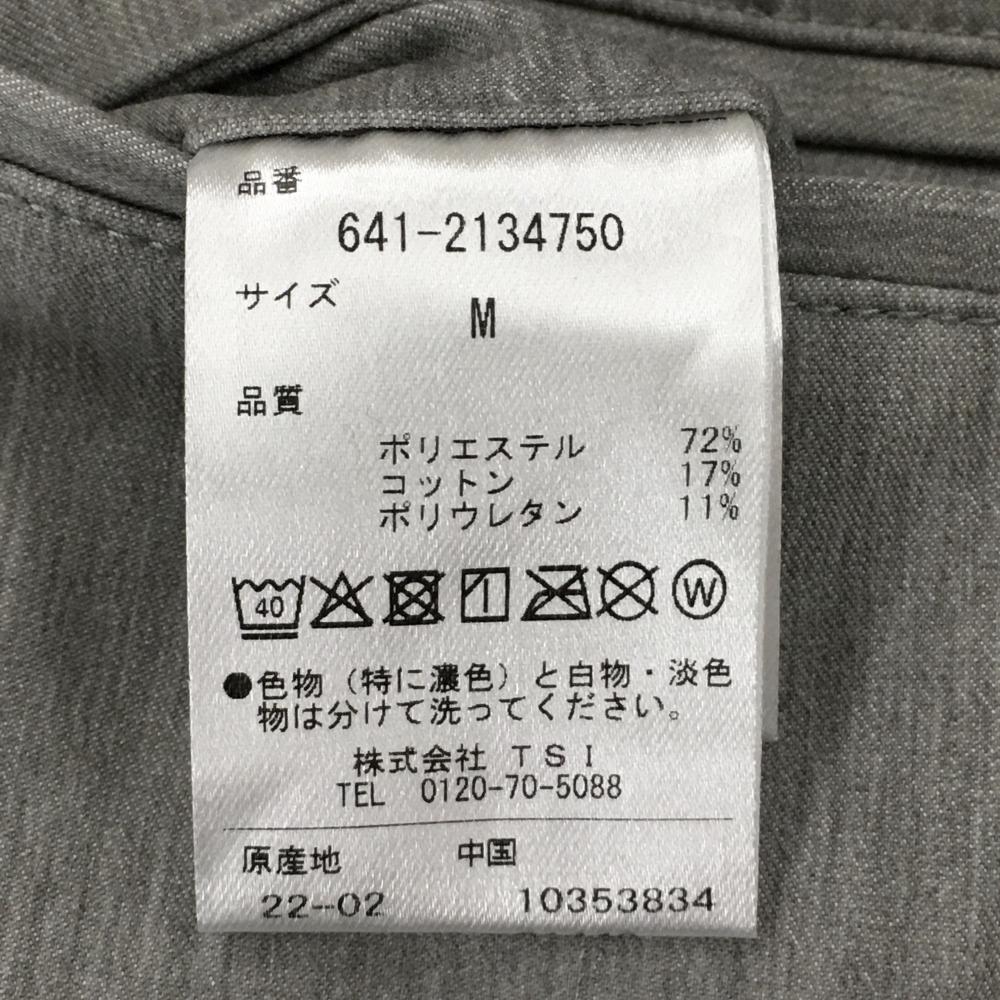 品番
641-2134750
サイズ
M
品質
ポリエステル 72%
コットン 17%
ポリウレタン 11%
40 W
●色物（特に濃色）と白物・淡色
物は分けて洗ってください。
株式会社 TSI
TEL 0120-70-5088
原産地 中国
22-02 10353834